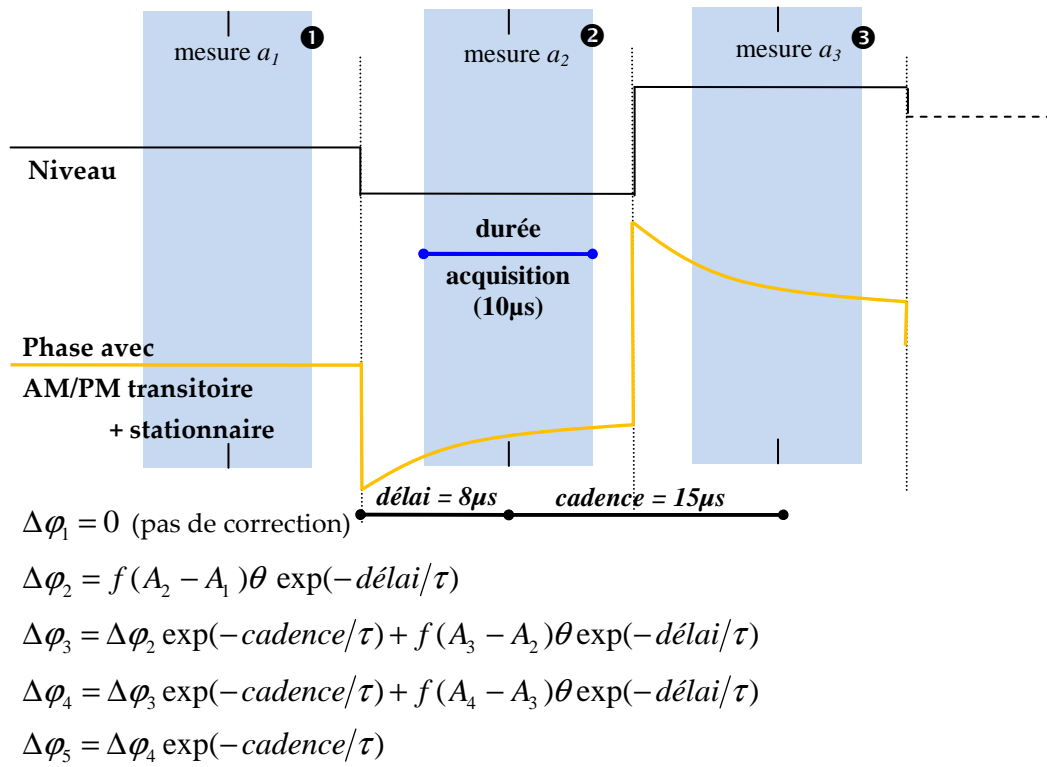 ❶ ❷ ❸
mesure a₁ mesure a₂ mesure a₃
Niveau
durée
acquisition
(10µs)
Phase avec
AM/PM transitoire
+ stationnaire
délai = 8µs cadence = 15µs
Δφ₁ = 0 (pas de correction)
Δφ₂ = f(A₂ − A₁)θ exp(−délai/τ)
Δφ₃ = Δφ₂ exp(−cadence/τ) + f(A₃ − A₂)θ exp(−délai/τ)
Δφ₄ = Δφ₃ exp(−cadence/τ) + f(A₄ − A₃)θ exp(−délai/τ)
Δφ₅ = Δφ₄ exp(−cadence/τ)